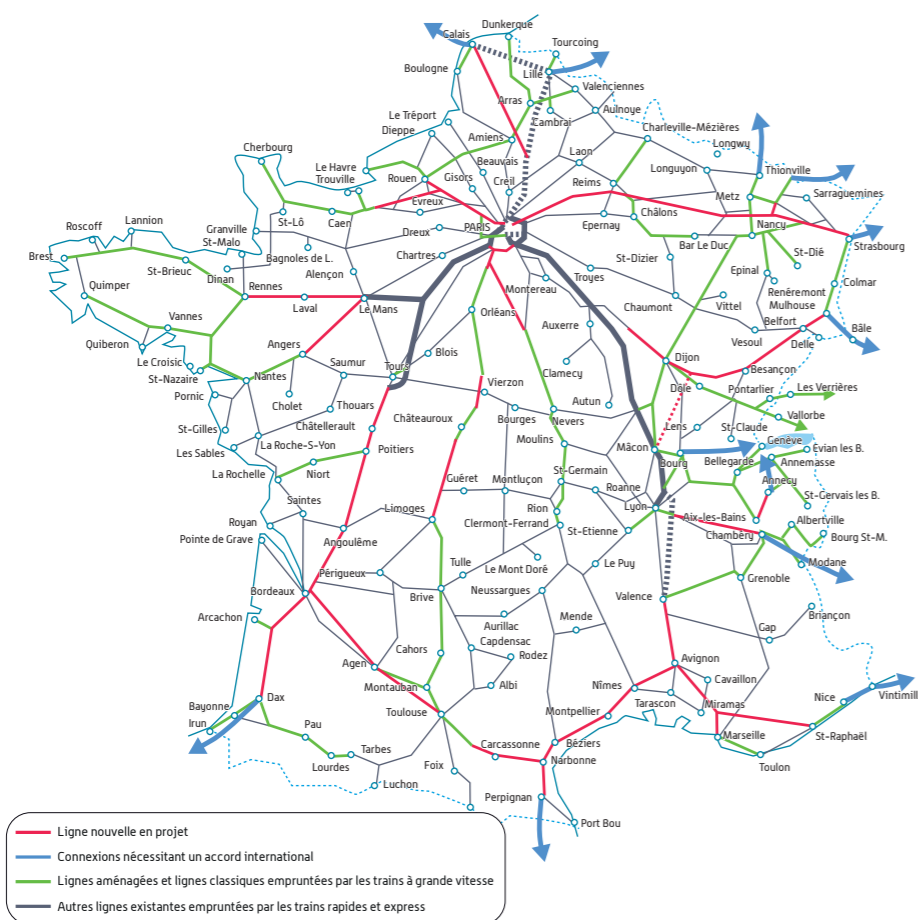 Dunkerque
Calais
Tourcoing
Boulogne
Lille
Valenciennes
Arras
Le Tréport
Cambrai
Aulnoye
Dieppe
Charleville-Mézières
Amiens
Cherbourg
Longwy
Beauvais
Laon
Le Havre
Longuyon
Thionville
Trouville
Rouen
Gisors
Creil
Reims
Metz
Sarraguemines
Evreux
St-Lô
Caen
Châlons
Lannion
Roscoff
Granville
Dreux
PARIS
Epernay
Nancy
St-Malo
Bar Le Duc
Strasbourg
Brest
Bagnoles de L.
Chartres
St-Dizier
St-Dié
St-Brieuc
Dinan
Alençon
Troyes
Epinal
Colmar
Quimper
Rennes
Montereau
Renéremont
Mulhouse
Laval
Le Mans
Orléans
Chaumont
Vittel
Vannes
Auxerre
Belfort
Bâle
Quiberon
Angers
Blois
Vesoul
Delle
Le Croisic
Saumur
Tours
Clamecy
Dijon
St-Nazaire
Nantes
Besançon
Pornic
Vierzon
Dôle
Pontarlier
Les Verrières
Cholet
Thouars
Bourges
Autun
St-Gilles
Châtellerault
Châteauroux
Nevers
Lens
St-Claude
Vallorbe
Les Sables
La Roche-S-Von
Moulins
Mâcon
Genève
Évian les B.
Poitiers
Bourg
Bellegarde
Annemasse
La Rochelle
Niort
Guéret
Montluçon
St-Germain
Roanne
Annecy
St-Gervais les B.
Saintes
Limoges
Rion
Lyon
Aix-les-Bains
Albertville
Royan
Clermont-Ferrand
St-Etienne
Chambéry
Bourg St-M.
Pointe de Grave
Angoulême
Tulle
Le Mont Doré
Le Puy
Modane
Périgueux
Grenoble
Bordeaux
Brive
Neussargues
Valence
Briançon
Arcachon
Aurillac
Mende
Gap
Cahors
Capdensac
Agen
Rodez
Avignon
Dax
Montauban
Albi
Nîmes
Cavaillon
Nice
Vintimill
Bayonne
Tarascon
Miramas
Irun
Toulouse
Montpellier
Pau
Carcassonne
Béziers
Marseille
St-Raphaël
Tarbes
Narbonne
Toulon
Lourdes
Foix
Luchon
Perpignan
Port Bou
Ligne nouvelle en projet
Connexions nécessitant un accord international
Lignes aménagées et lignes classiques empruntées par les trains à grande vitesse
Autres lignes existantes empruntées par les trains rapides et express